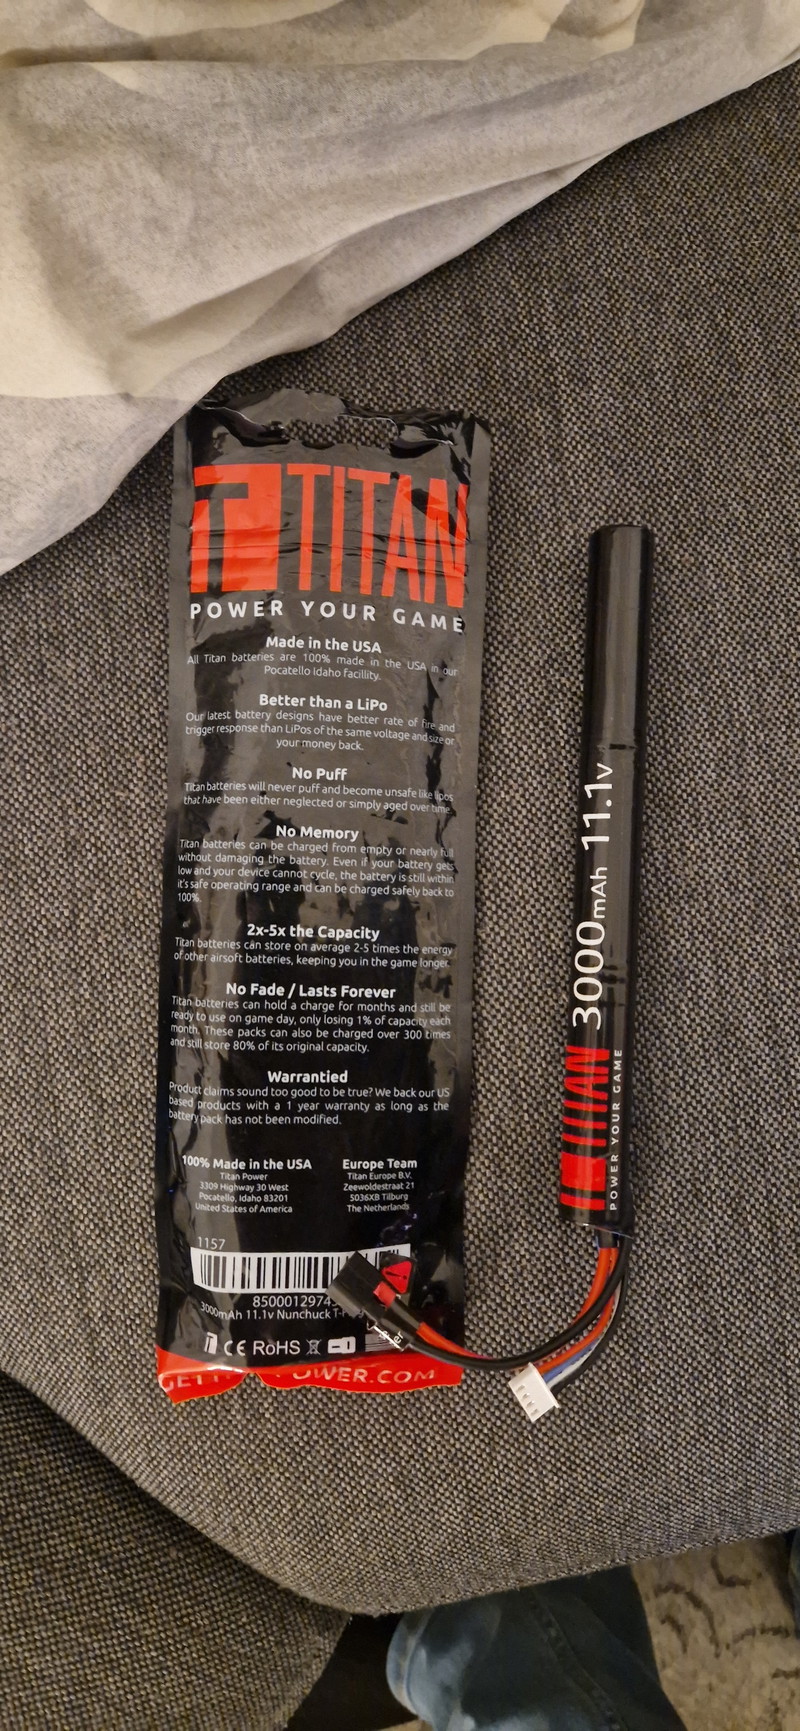 TITAN
POWER YOUR GAME
Made in the USA
All Titan batteries are 100% made in the USA in our
Pocatello Idaho facillity.
Better than a LiPo
Our latest battery designs have better rate of fire and
trigger response than LiPos of the same voltage and size or
your money back.
No Puff
Titan batteries will never puff and become unsafe like lipos
that have been either neglected or simply aged over time.
No Memory
Titan batteries can be charged from empty or nearly full
without damaging the battery. Even if your battery gets
low and your device cannot cycle, the battery is still within
it's safe operating range and can be charged safely back to
100%.
2x-5x the Capacity
Titan batteries can store on average 2-5 times the energy
of other airsoft batteries, keeping you in the game longer.
No Fade / Lasts Forever
Titan batteries can hold a charge for months and still be
ready to use on game day, only losing 1% of capacity each
month. These packs can also be charged over 300 times
and still store 80% of its original capacity.
Warrantied
Product claims sound too good to be true? We back our US
based products with a 1 year warranty as long as the
battery pack has not been modified.
100% Made in the USA
Titan Power
3309 Highway 30 West
Pocatello, Idaho 83201
United States of America
Europe Team
Titan Europe B.V.
Zeewoldestraat 21
5036XB Tilburg
The Netherlands
1157
8500012974
3000mAh 11.1v Nunchuck T-
CE RoHS
POWER.COM
TITAN
POWER YOUR GAME
3000mAh 11.1v